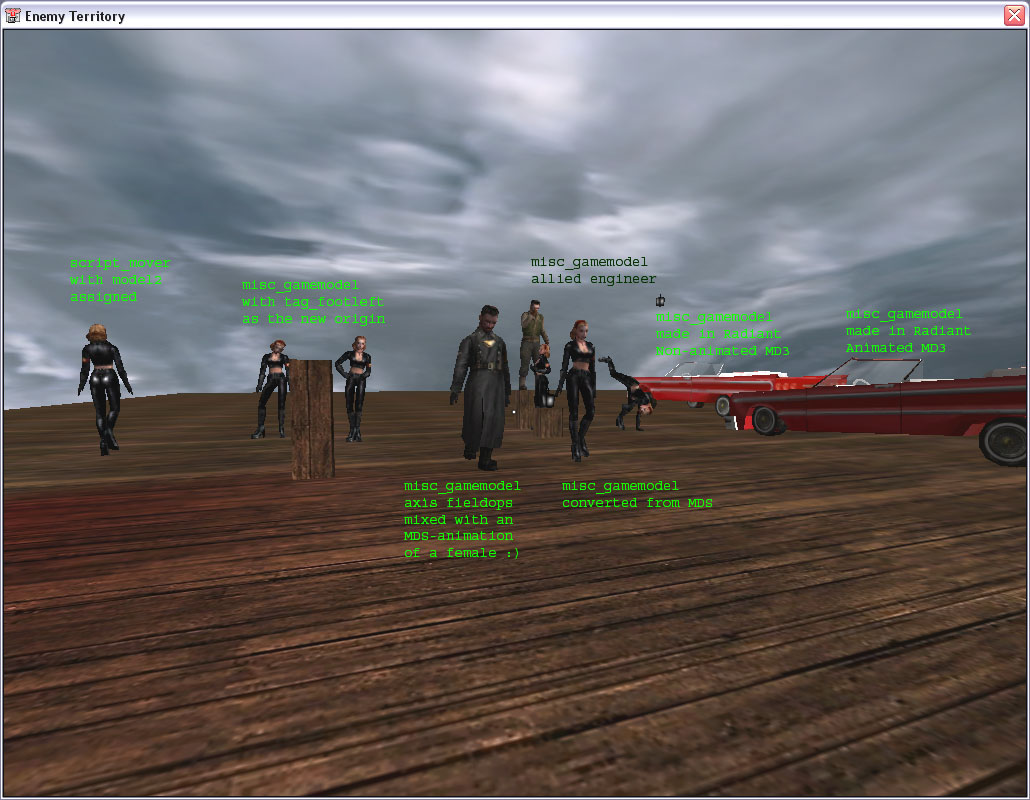 Enemy Territory
script_mover
with model2
assigned
misc_gamemodel
with tag_footleft
as the new origin
misc_gamemodel
allied engineer
misc_gamemodel
made in Radiant
non-animated MD3
misc_gamemodel
made in Radiant
Animated MD3
misc_gamemodel
axis fieldops
mixed with an
MDS-animation
of a female :)
misc_gamemodel
converted from MDS